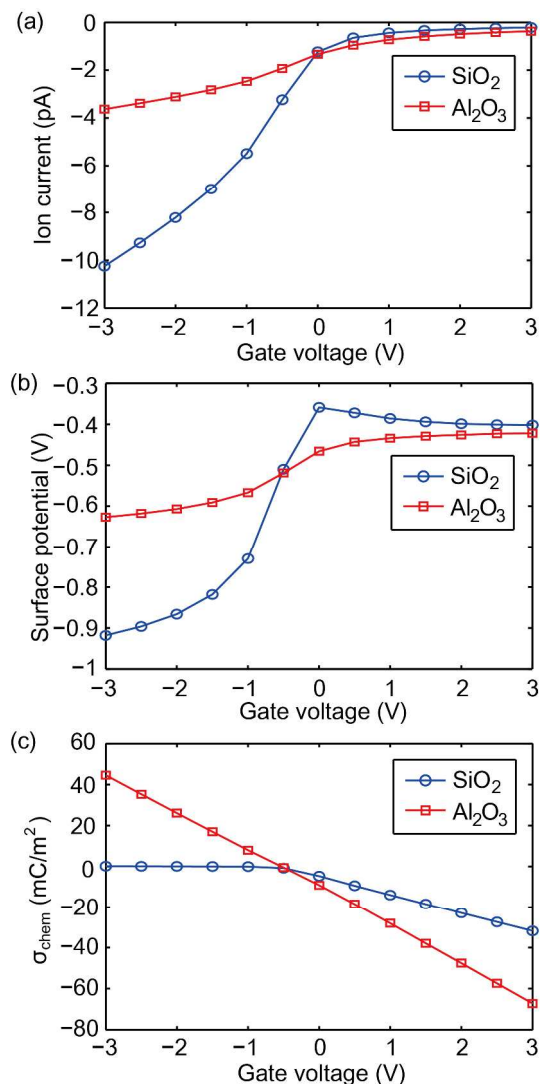 (a)
Ion current (pA)
0
−2
−4
−6
−8
−10
−12
SiO₂
Al₂O₃
−3 −2 −1 0 1 2 3
Gate voltage (V)
(b)
Surface potential (V)
−0.3
−0.4
−0.5
−0.6
−0.7
−0.8
−0.9
−1
SiO₂
Al₂O₃
−3 −2 −1 0 1 2 3
Gate voltage (V)
(c)
σchem (mC/m²)
60
40
20
0
−20
−40
−60
−80
SiO₂
Al₂O₃
−3 −2 −1 0 1 2 3
Gate voltage (V)